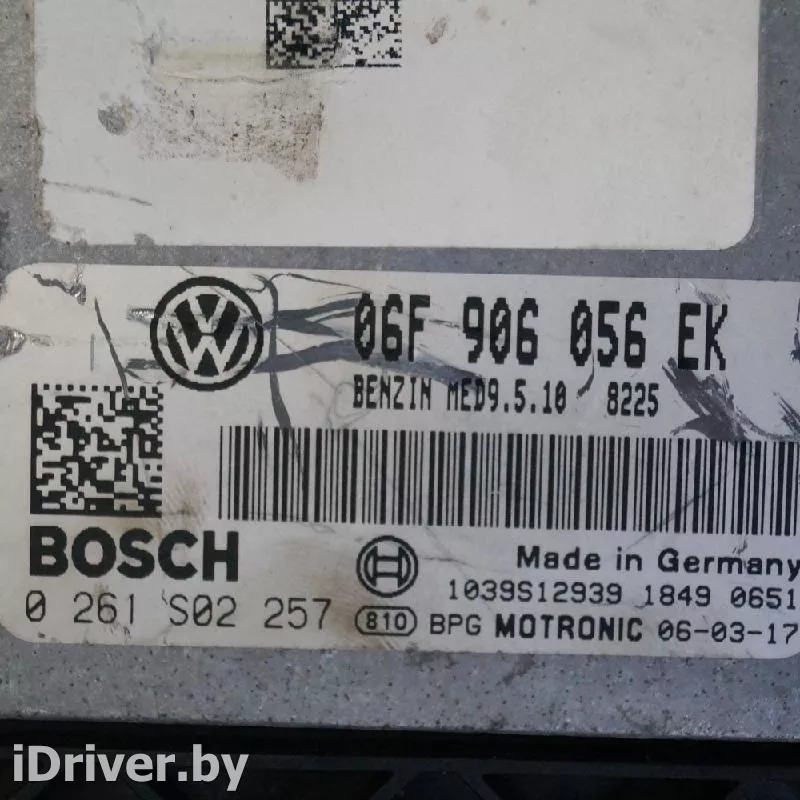 06F 906 056 EK
BENZIN MED9.5.10 8225
BOSCH
Made in Germany
1039S12939 1849 0651
0 261 S02 257
810 BPG MOTRONIC 06-03-17
iDriver.by